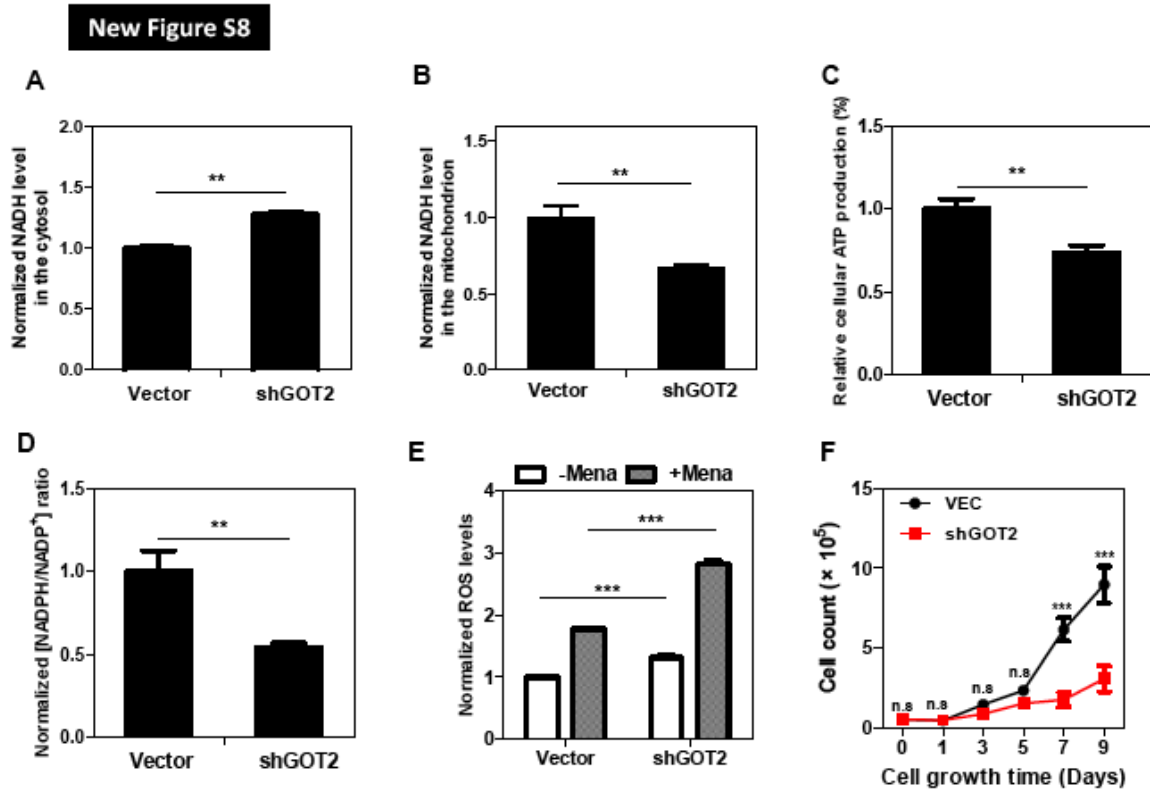 New Figure S8
A
Normalized NADH level
in the cytosol
2.0
1.5
1.0
0.5
0.0
**
Vector
shGOT2
B
Normalized NADH level
in the mitochondrion
1.5
1.0
0.5
0.0
**
Vector
shGOT2
C
Relative cellular ATP production (%)
1.5
1.0
0.5
0.0
**
Vector
shGOT2
D
Normalized [NADPH/NADP+] ratio
1.5
1.0
0.5
0.0
**
Vector
shGOT2
E
-Mena
+Mena
Normalized ROS levels
4
3
2
1
0
***
***
Vector
shGOT2
F
VEC
shGOT2
Cell count (× 10⁵)
15
10
5
0
n.s
n.s
n.s
n.s
***
***
0 1 3 5 7 9
Cell growth time (Days)